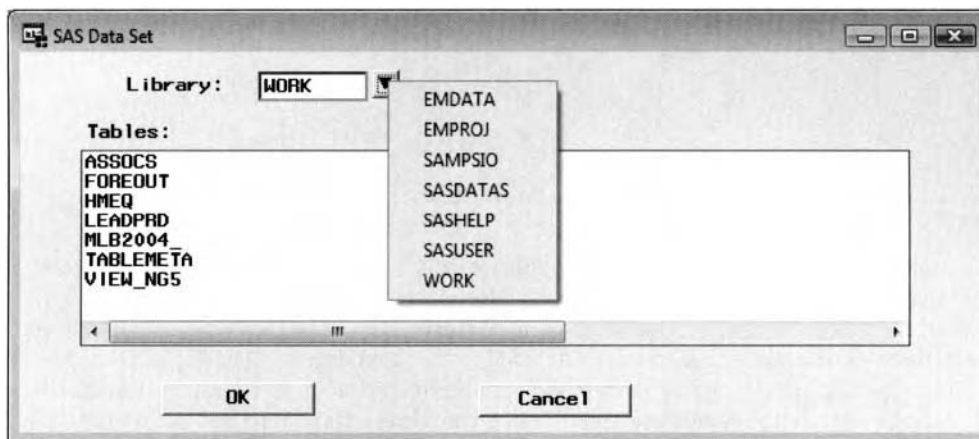 SAS Data Set
Library: WORK
EMDATA
EMPROJ
SAMPSIO
SASDATAS
SASHELP
SASUSER
WORK
Tables:
ASSOCS
FOREOUT
HMEQ
LEADPRD
MLB2004_
TABLEMETA
VIEW_NG5
OK Cancel